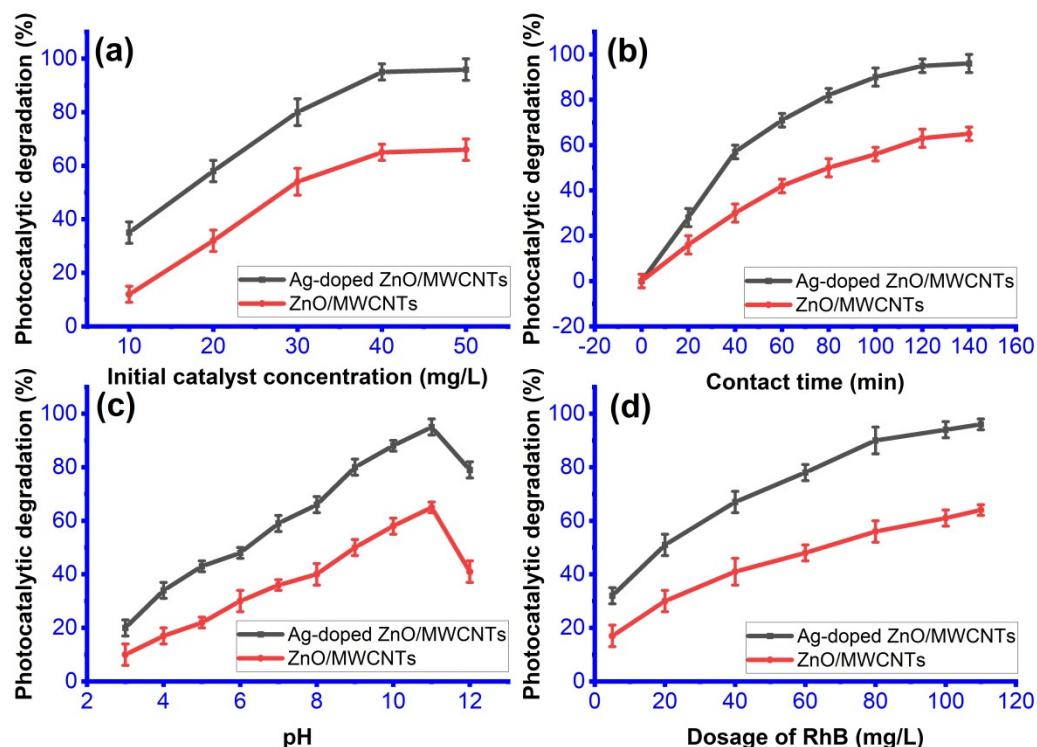 (a)
Photocatalytic degradation (%)
100
80
60
40
20
0
Ag-doped ZnO/MWCNTs
ZnO/MWCNTs
10 20 30 40 50
Initial catalyst concentration (mg/L)
(b)
Photocatalytic degradation (%)
100
80
60
40
20
0
-20
Ag-doped ZnO/MWCNTs
ZnO/MWCNTs
-20 0 20 40 60 80 100 120 140 160
Contact time (min)
(c)
Photocatalytic degradation (%)
100
80
60
40
20
0
Ag-doped ZnO/MWCNTs
ZnO/MWCNTs
2 4 6 8 10 12
pH
(d)
Photocatalytic degradation (%)
100
80
60
40
20
0
Ag-doped ZnO/MWCNTs
ZnO/MWCNTs
0 20 40 60 80 100 120
Dosage of RhB (mg/L)